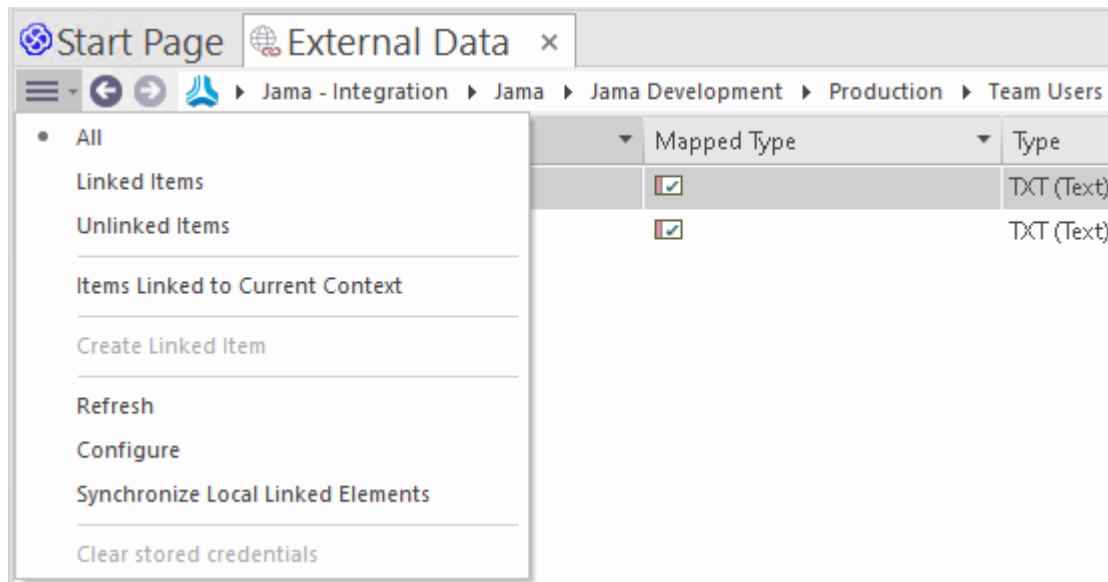 Start Page External Data ×
Jama - Integration Jama Jama Development Production Team Users
All Mapped Type Type
Linked Items TXT (Text)
Unlinked Items TXT (Text)
Items Linked to Current Context
Create Linked Item
Refresh
Configure
Synchronize Local Linked Elements
Clear stored credentials